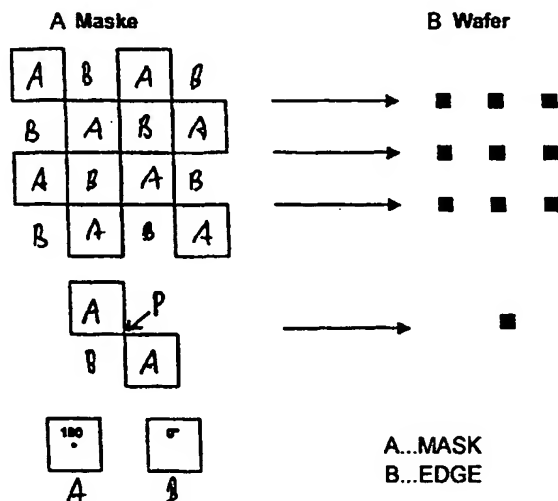 A Maske
B Wafer
A B A B
B A B A
A B A B
B A B A
A P
B A
180° 0°
A B
A...MASK
B...EDGE